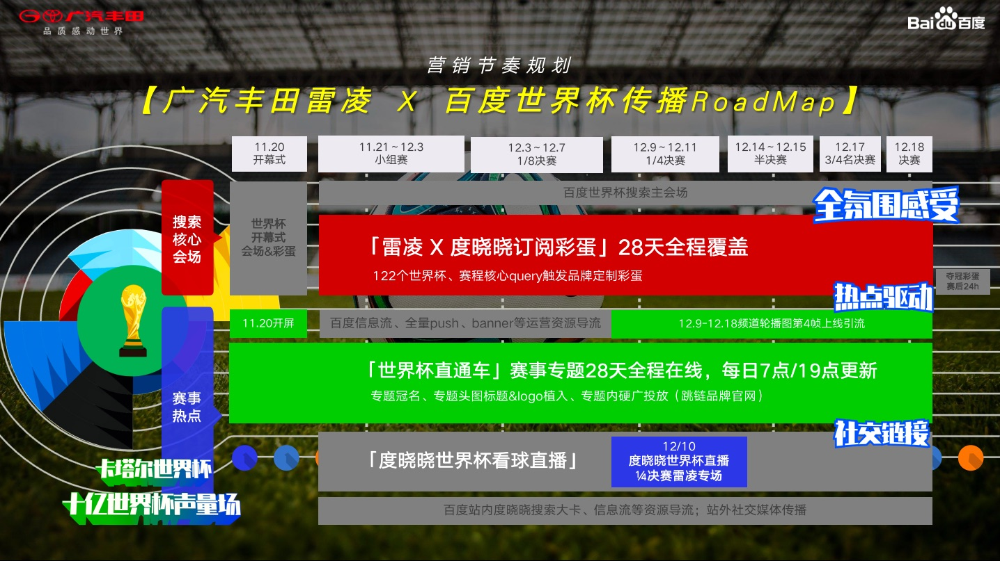 广汽丰田
品质感动世界
Bai du 百度
营销节奏规划
【广汽丰田雷凌 X 百度世界杯传播RoadMap】
11.20
开幕式
11.21～12.3
小组赛
12.3～12.7
1/8决赛
12.9～12.11
1/4决赛
12.14～12.15
半决赛
12.17
3/4名决赛
12.18
决赛
搜索
核心
会场
世界杯
开幕式
会场&彩蛋
百度世界杯搜索主会场
全氛围感受
「雷凌 X 度晓晓订阅彩蛋」28天全程覆盖
122个世界杯、赛程核心query触发品牌定制彩蛋
夺冠彩蛋
赛后24h
热点驱动
赛事
热点
11.20开屏
百度信息流、全量push、banner等运营资源导流
12.9-12.18频道轮播图第4帧上线引流
「世界杯直通车」赛事专题28天全程在线，每日7点/19点更新
专题冠名、专题头图标题&logo植入、专题内硬广投放（跳链品牌官网）
社交链接
「度晓晓世界杯看球直播」
12/10
度晓晓世界杯直播
¼决赛雷凌专场
百度站内度晓晓搜索大卡、信息流等资源导流；站外社交媒体传播
卡塔尔世界杯
十亿世界杯声量场